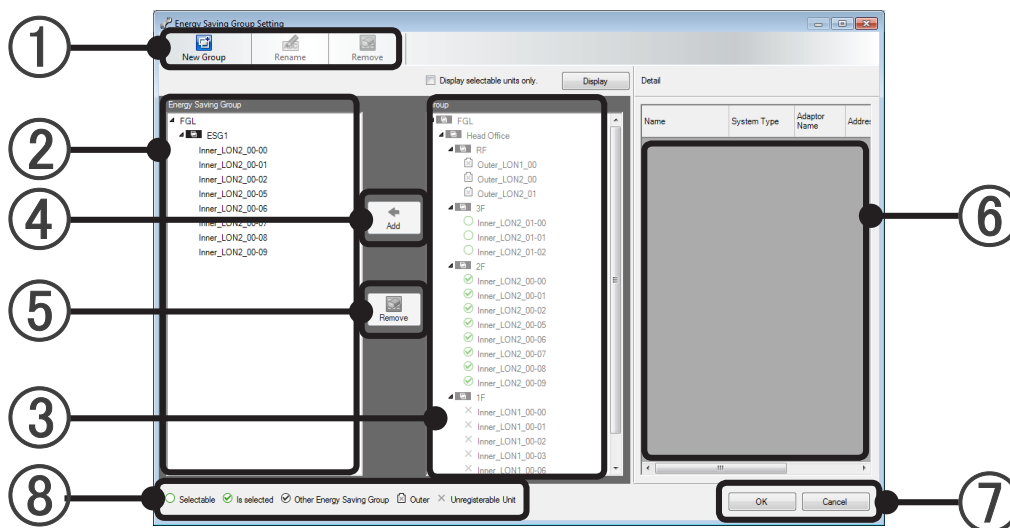 Energy Saving Group Setting
①
New Group Rename Remove
Display selectable units only. Display Detail
Energy Saving Group
②
FGL
ESG1
Inner_LON2_00-00
Inner_LON2_00-01
Inner_LON2_00-02
Inner_LON2_00-05
Inner_LON2_00-06
Inner_LON2_00-07
Inner_LON2_00-08
Inner_LON2_00-09
④
Add
⑤
Remove
roup
FGL
Head Office
RF
Outer_LON1_00
Outer_LON2_00
Outer_LON2_01
3F
Inner_LON2_01-00
Inner_LON2_01-01
Inner_LON2_01-02
2F
Inner_LON2_00-00
Inner_LON2_00-01
Inner_LON2_00-02
Inner_LON2_00-05
Inner_LON2_00-06
Inner_LON2_00-07
Inner_LON2_00-08
Inner_LON2_00-09
1F
③
Inner_LON1_00-00
Inner_LON1_00-01
Inner_LON1_00-02
Inner_LON1_00-03
Inner_LON1_00-06
Name System Type Adaptor Name Addre
⑥
⑧
Selectable Is selected Other Energy Saving Group Outer Unregisterable Unit
OK Cancel
⑦